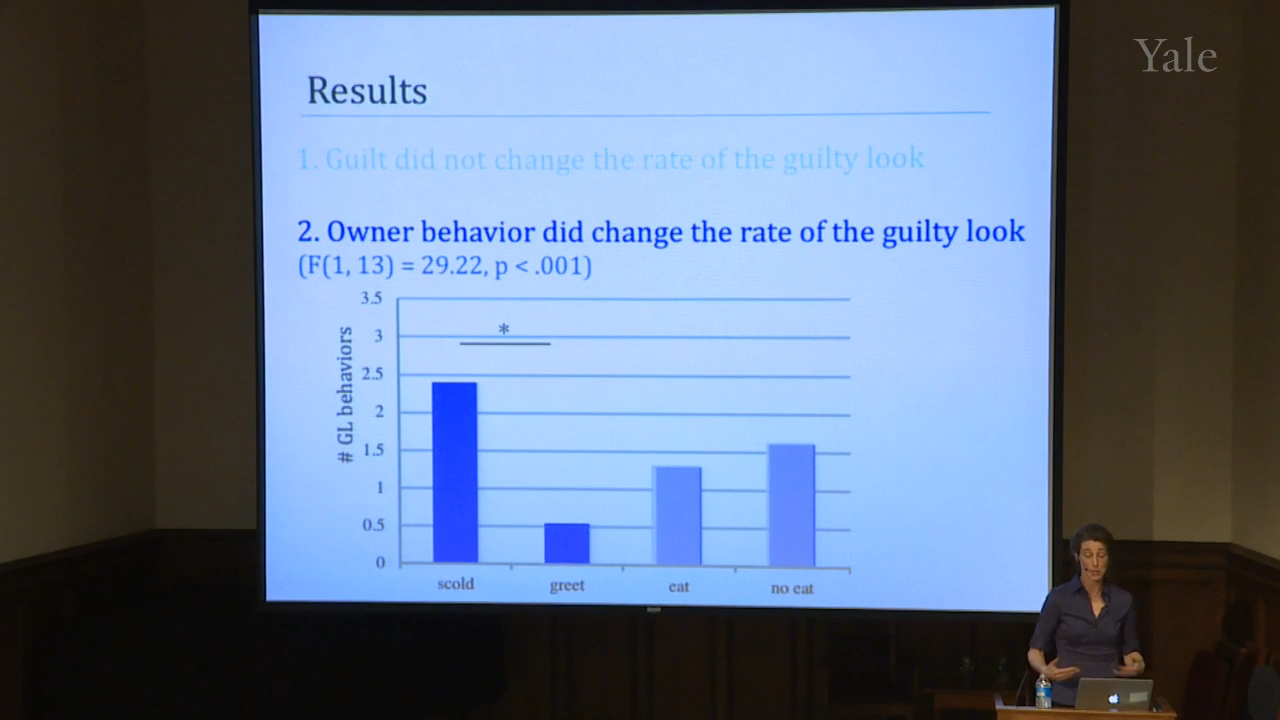 Yale
Results
1. Guilt did not change the rate of the guilty look
2. Owner behavior did change the rate of the guilty look
(F(1, 13) = 29.22, p < .001)
3.5
*
3
2.5
2
1.5
1
0.5
0
# GL behaviors
scold greet eat no eat